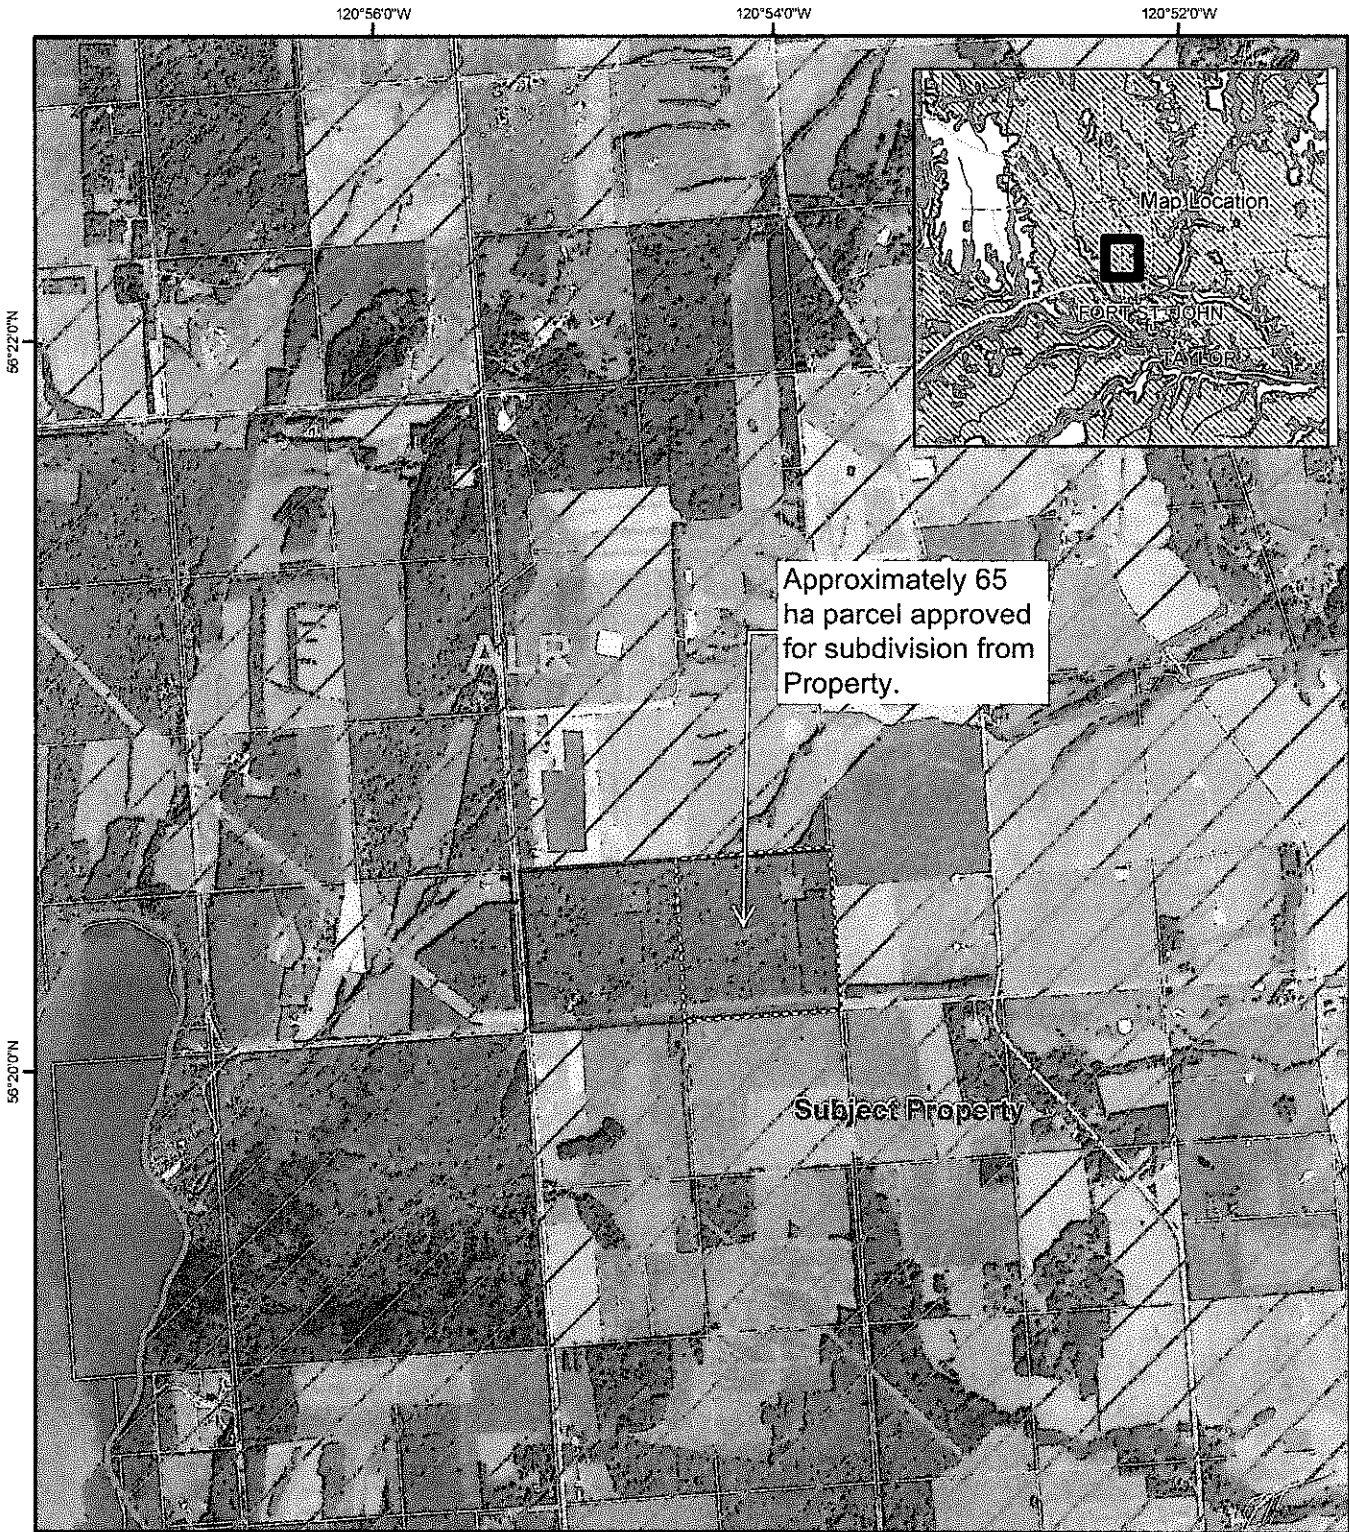 120°56'0"W
120°54'0"W
120°52'0"W
Map Location
FORT ST. JOHN
TAYLOR
56°22'0"N
Approximately 65
ha parcel approved
for subdivision from
Property.
ALR
56°20'0"N
Subject Property